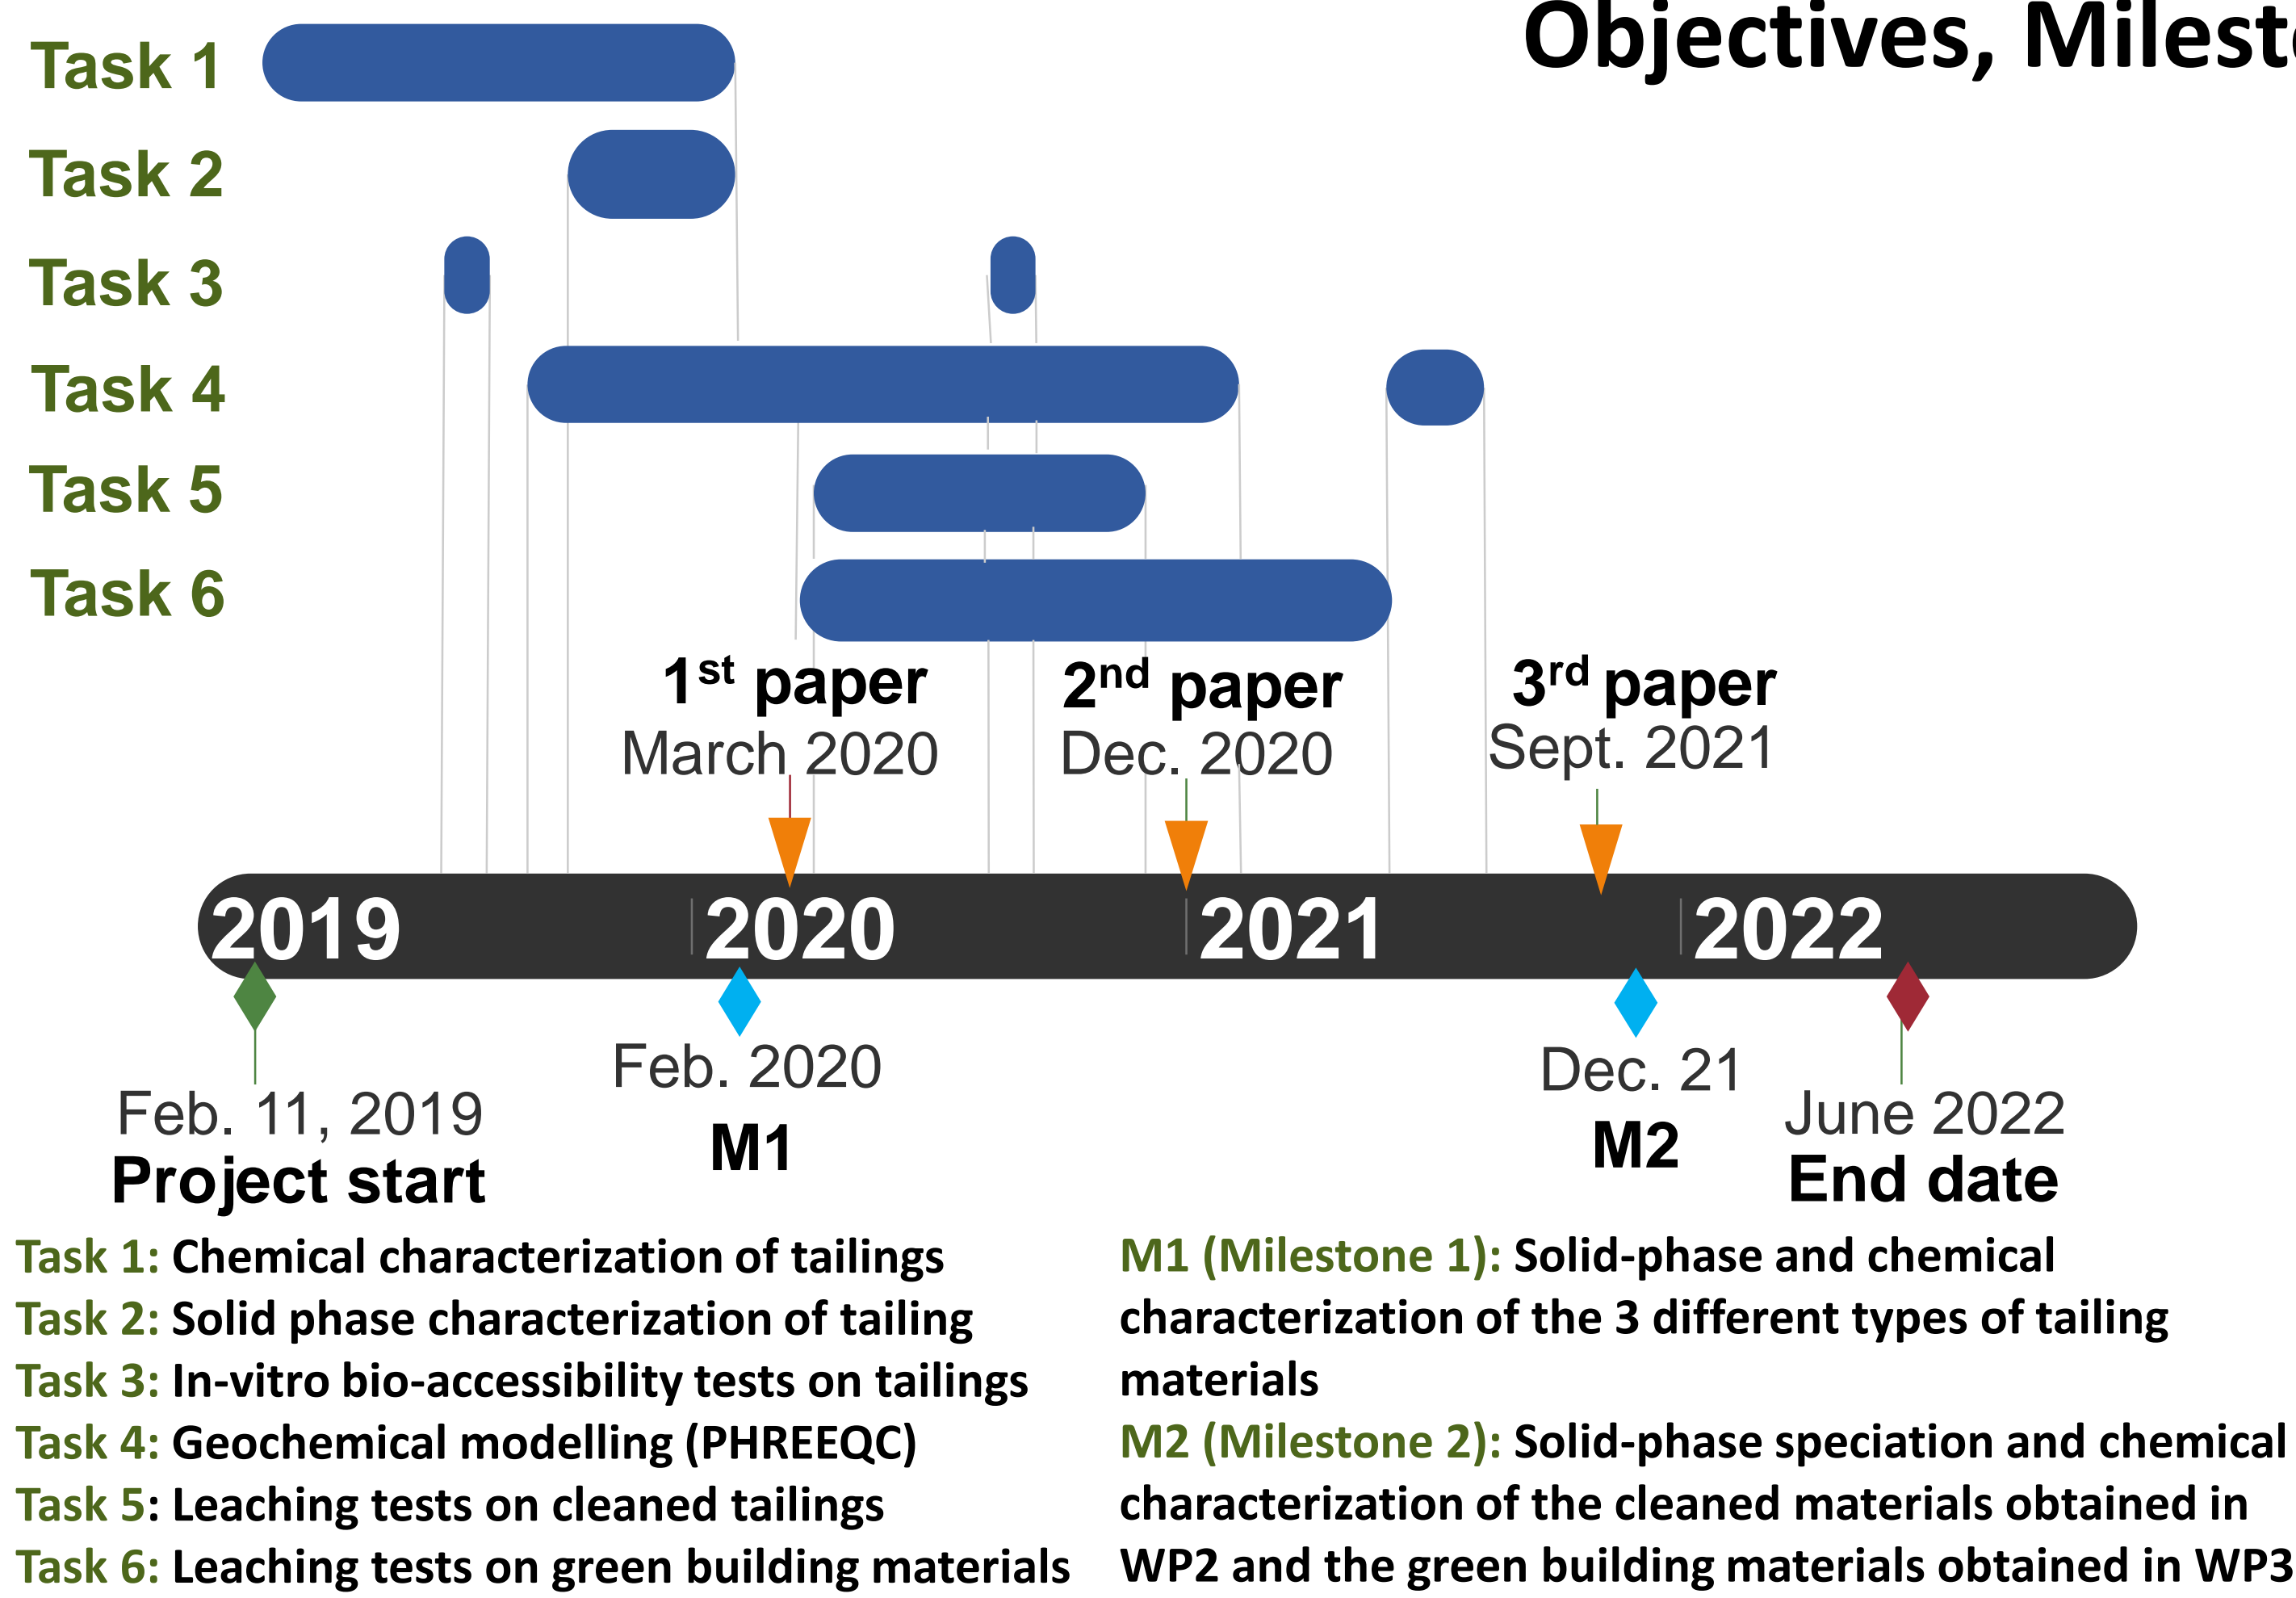 Objectives, Milest
Task 1
Task 2
Task 3
Task 4
Task 5
Task 6
1st paper
March 2020
2nd paper
Dec. 2020
3rd paper
Sept. 2021
2019
2020
2021
2022
Feb. 11, 2019
Project start
Feb. 2020
M1
Dec. 21
M2
June 2022
End date
Task 1: Chemical characterization of tailings
Task 2: Solid phase characterization of tailing
Task 3: In-vitro bio-accessibility tests on tailings
Task 4: Geochemical modelling (PHREEQC)
Task 5: Leaching tests on cleaned tailings
Task 6: Leaching tests on green building materials
M1 (Milestone 1): Solid-phase and chemical
characterization of the 3 different types of tailing
materials
M2 (Milestone 2): Solid-phase speciation and chemical
characterization of the cleaned materials obtained in
WP2 and the green building materials obtained in WP3